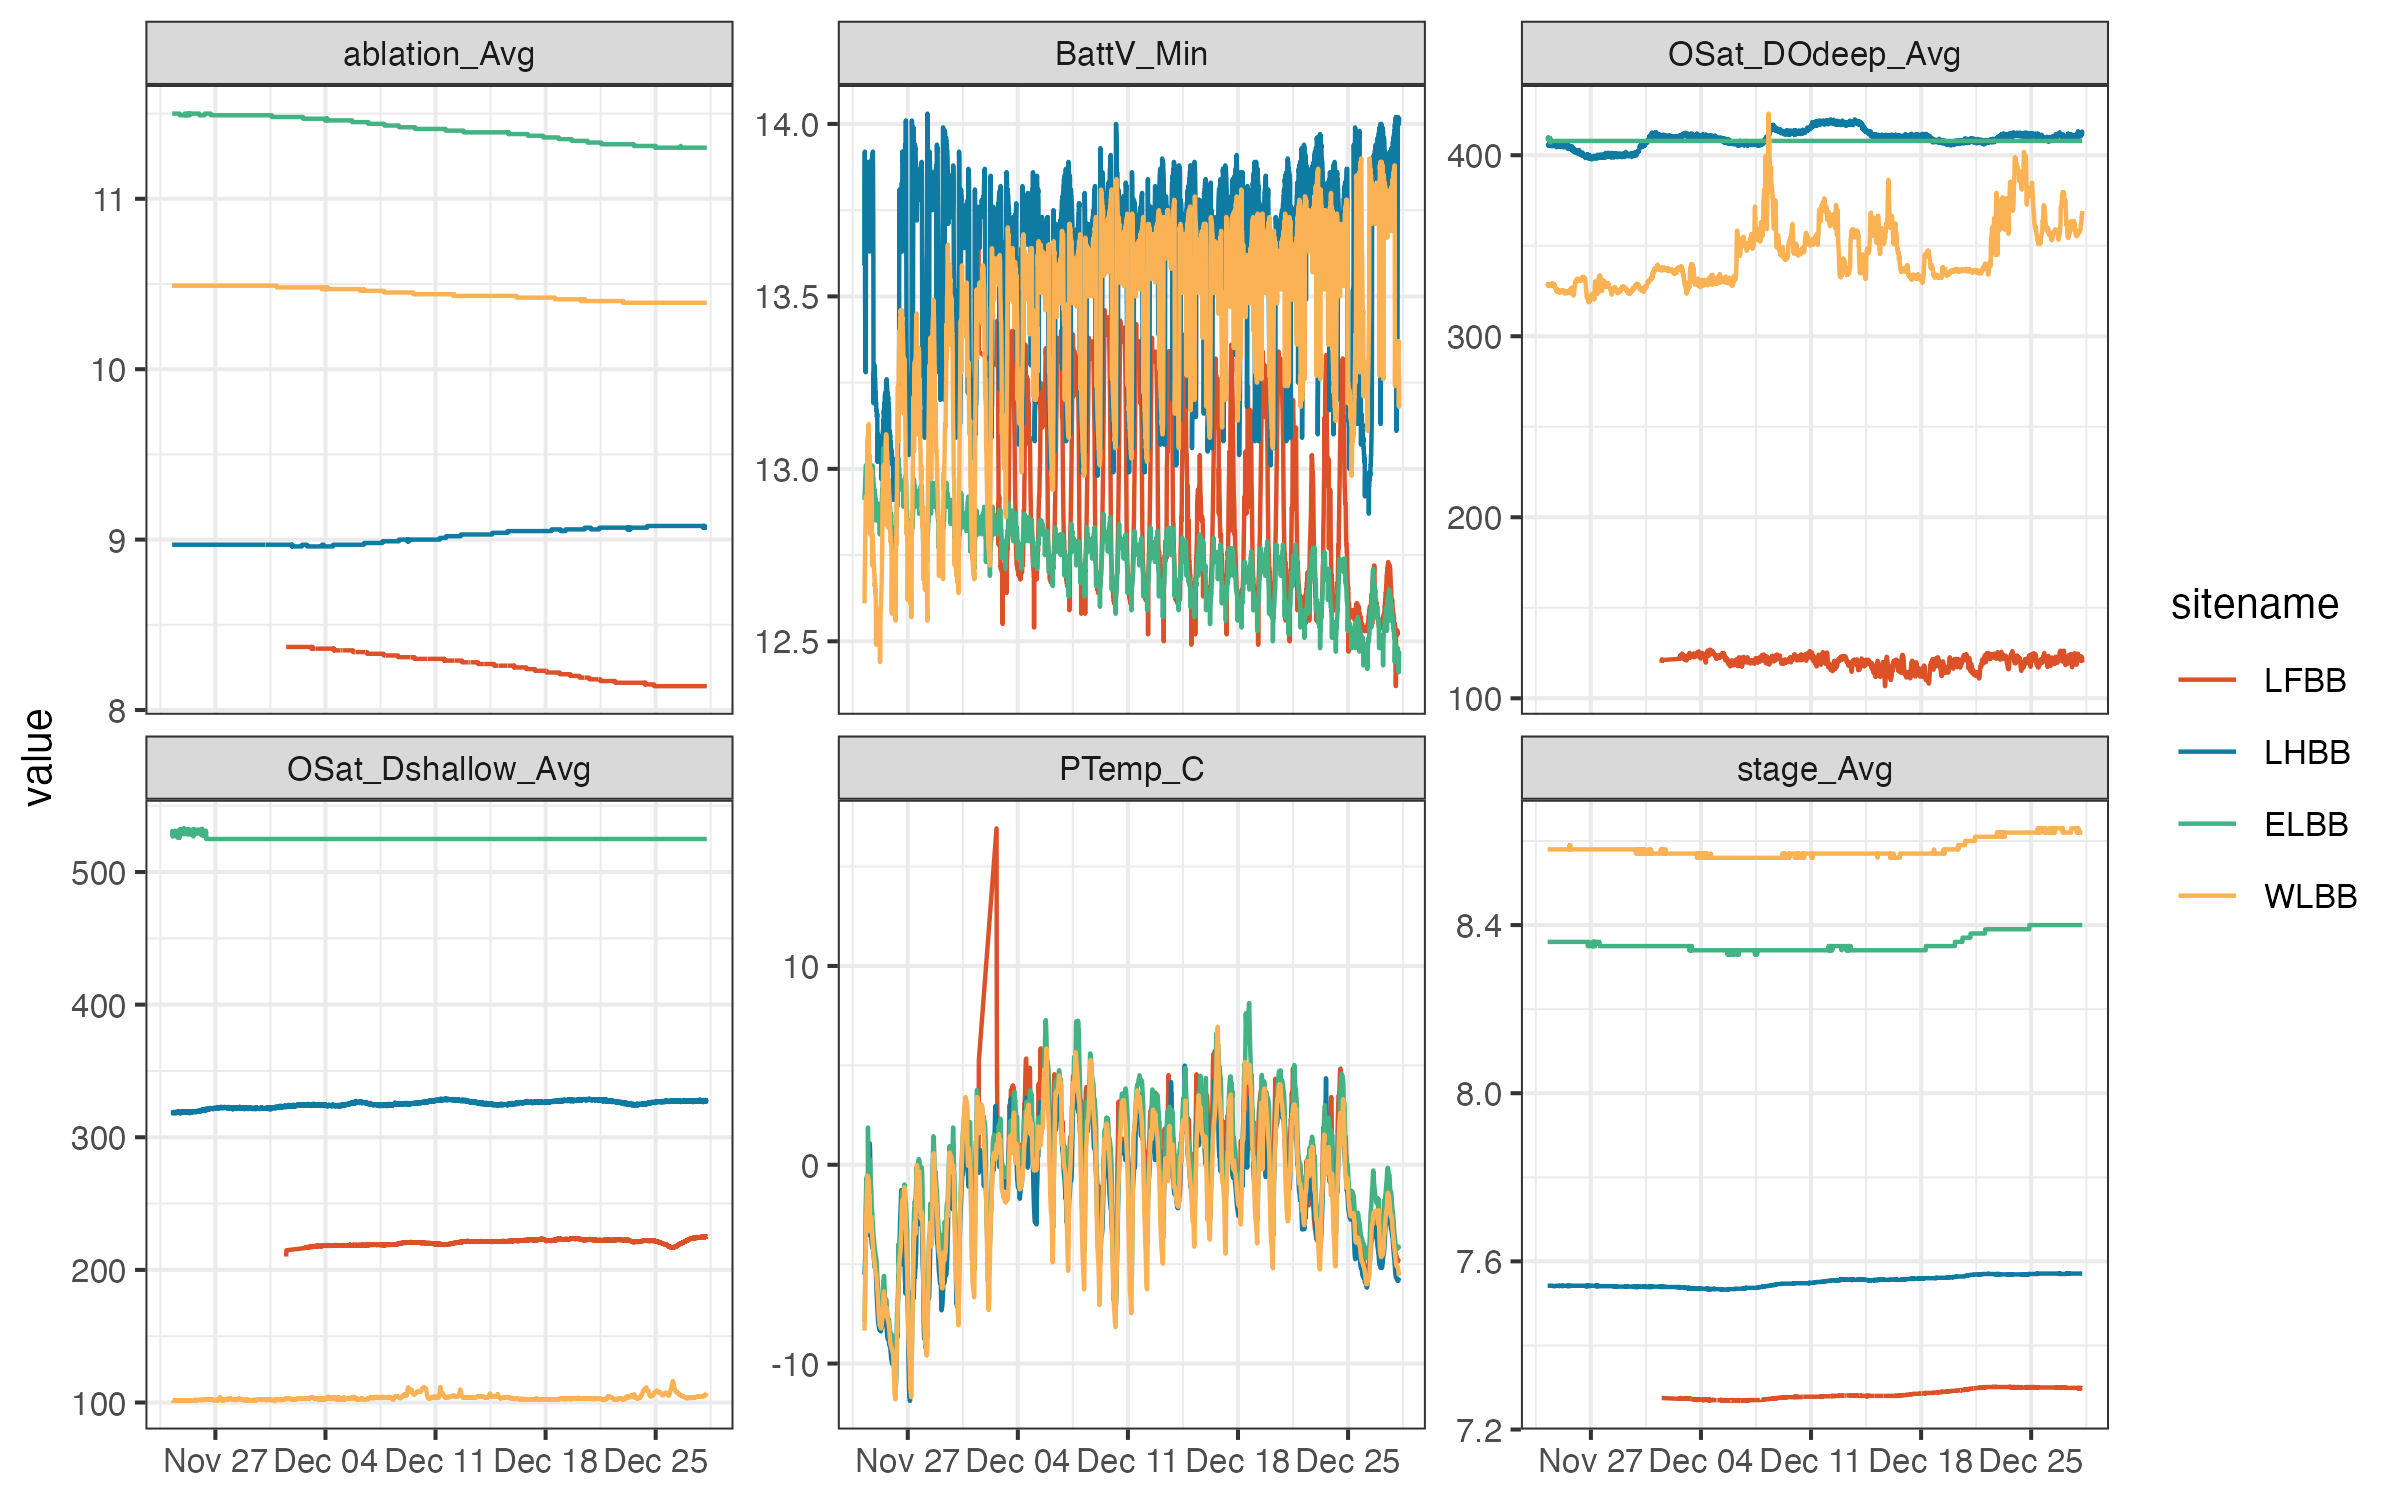 ablation_Avg
BattV_Min
OSat_DOdeep_Avg
11
10
9
8
14.0
13.5
13.0
12.5
400
300
200
100
value
OSat_Dshallow_Avg
PTemp_C
stage_Avg
500
400
300
200
100
10
0
-10
8.4
8.0
7.6
7.2
Nov 27 Dec 04 Dec 11 Dec 18 Dec 25
Nov 27 Dec 04 Dec 11 Dec 18 Dec 25
Nov 27 Dec 04 Dec 11 Dec 18 Dec 25
sitename
LFBB
LHBB
ELBB
WLBB